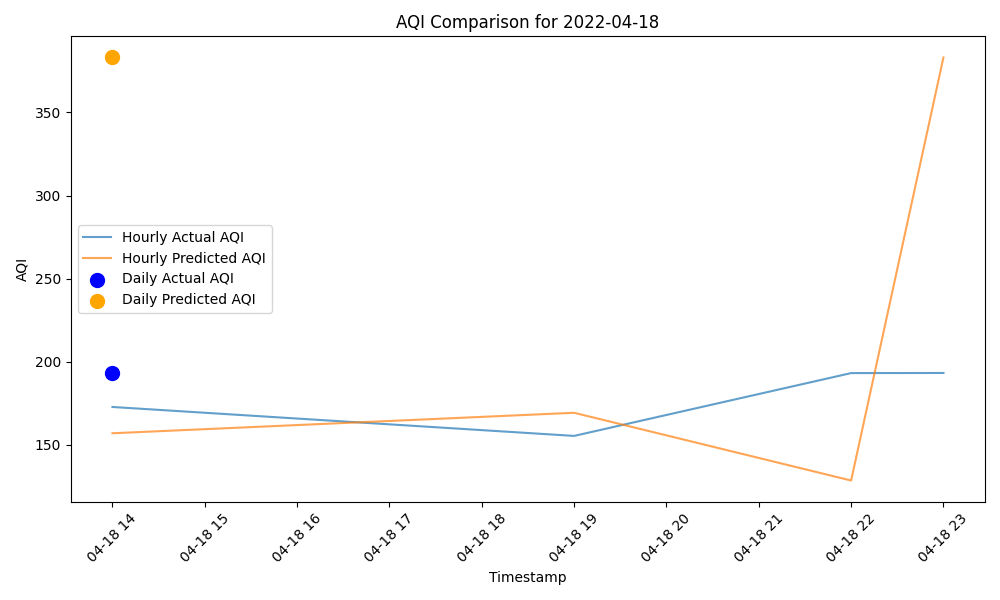 AQI Comparison for 2022-04-18
AQI
350
300
250
200
150
Hourly Actual AQI
Hourly Predicted AQI
Daily Actual AQI
Daily Predicted AQI
04-18 14
04-18 15
04-18 16
04-18 17
04-18 18
04-18 19
04-18 20
04-18 21
04-18 22
04-18 23
Timestamp